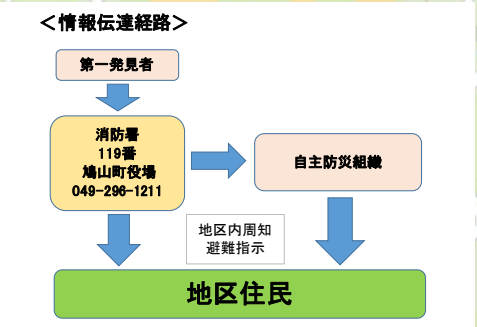 ＜情報伝達経路＞
第一発見者
消防署
119番
鳩山町役場
049-296-1211
自主防災組織
地区内周知
避難指示
地区住民